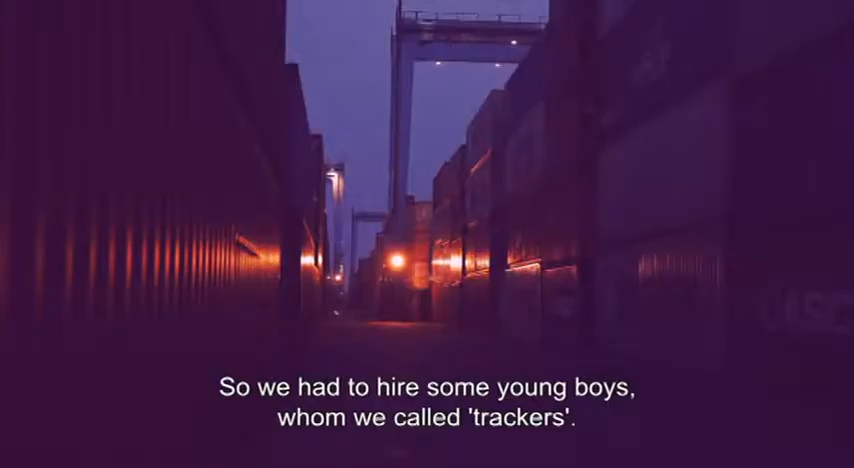 So we had to hire some young boys,
whom we called 'trackers'.